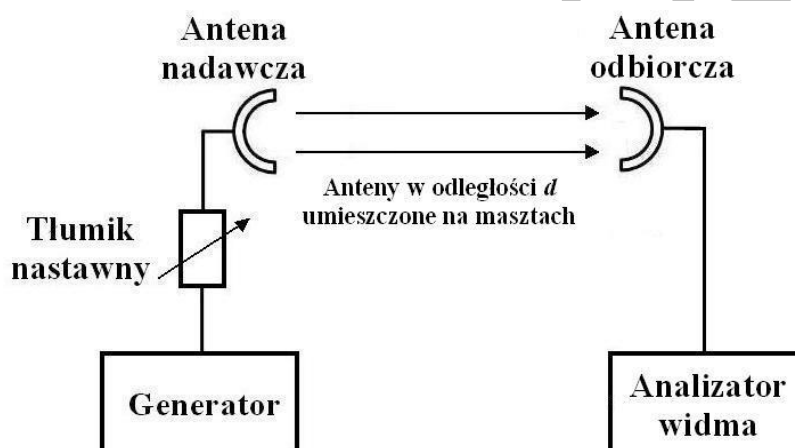 Antena
nadawcza
Antena
odbiorcza
Anteny w odległości d
umieszczone na masztach
Tłumik
nastawny
Generator
Analizator
widma